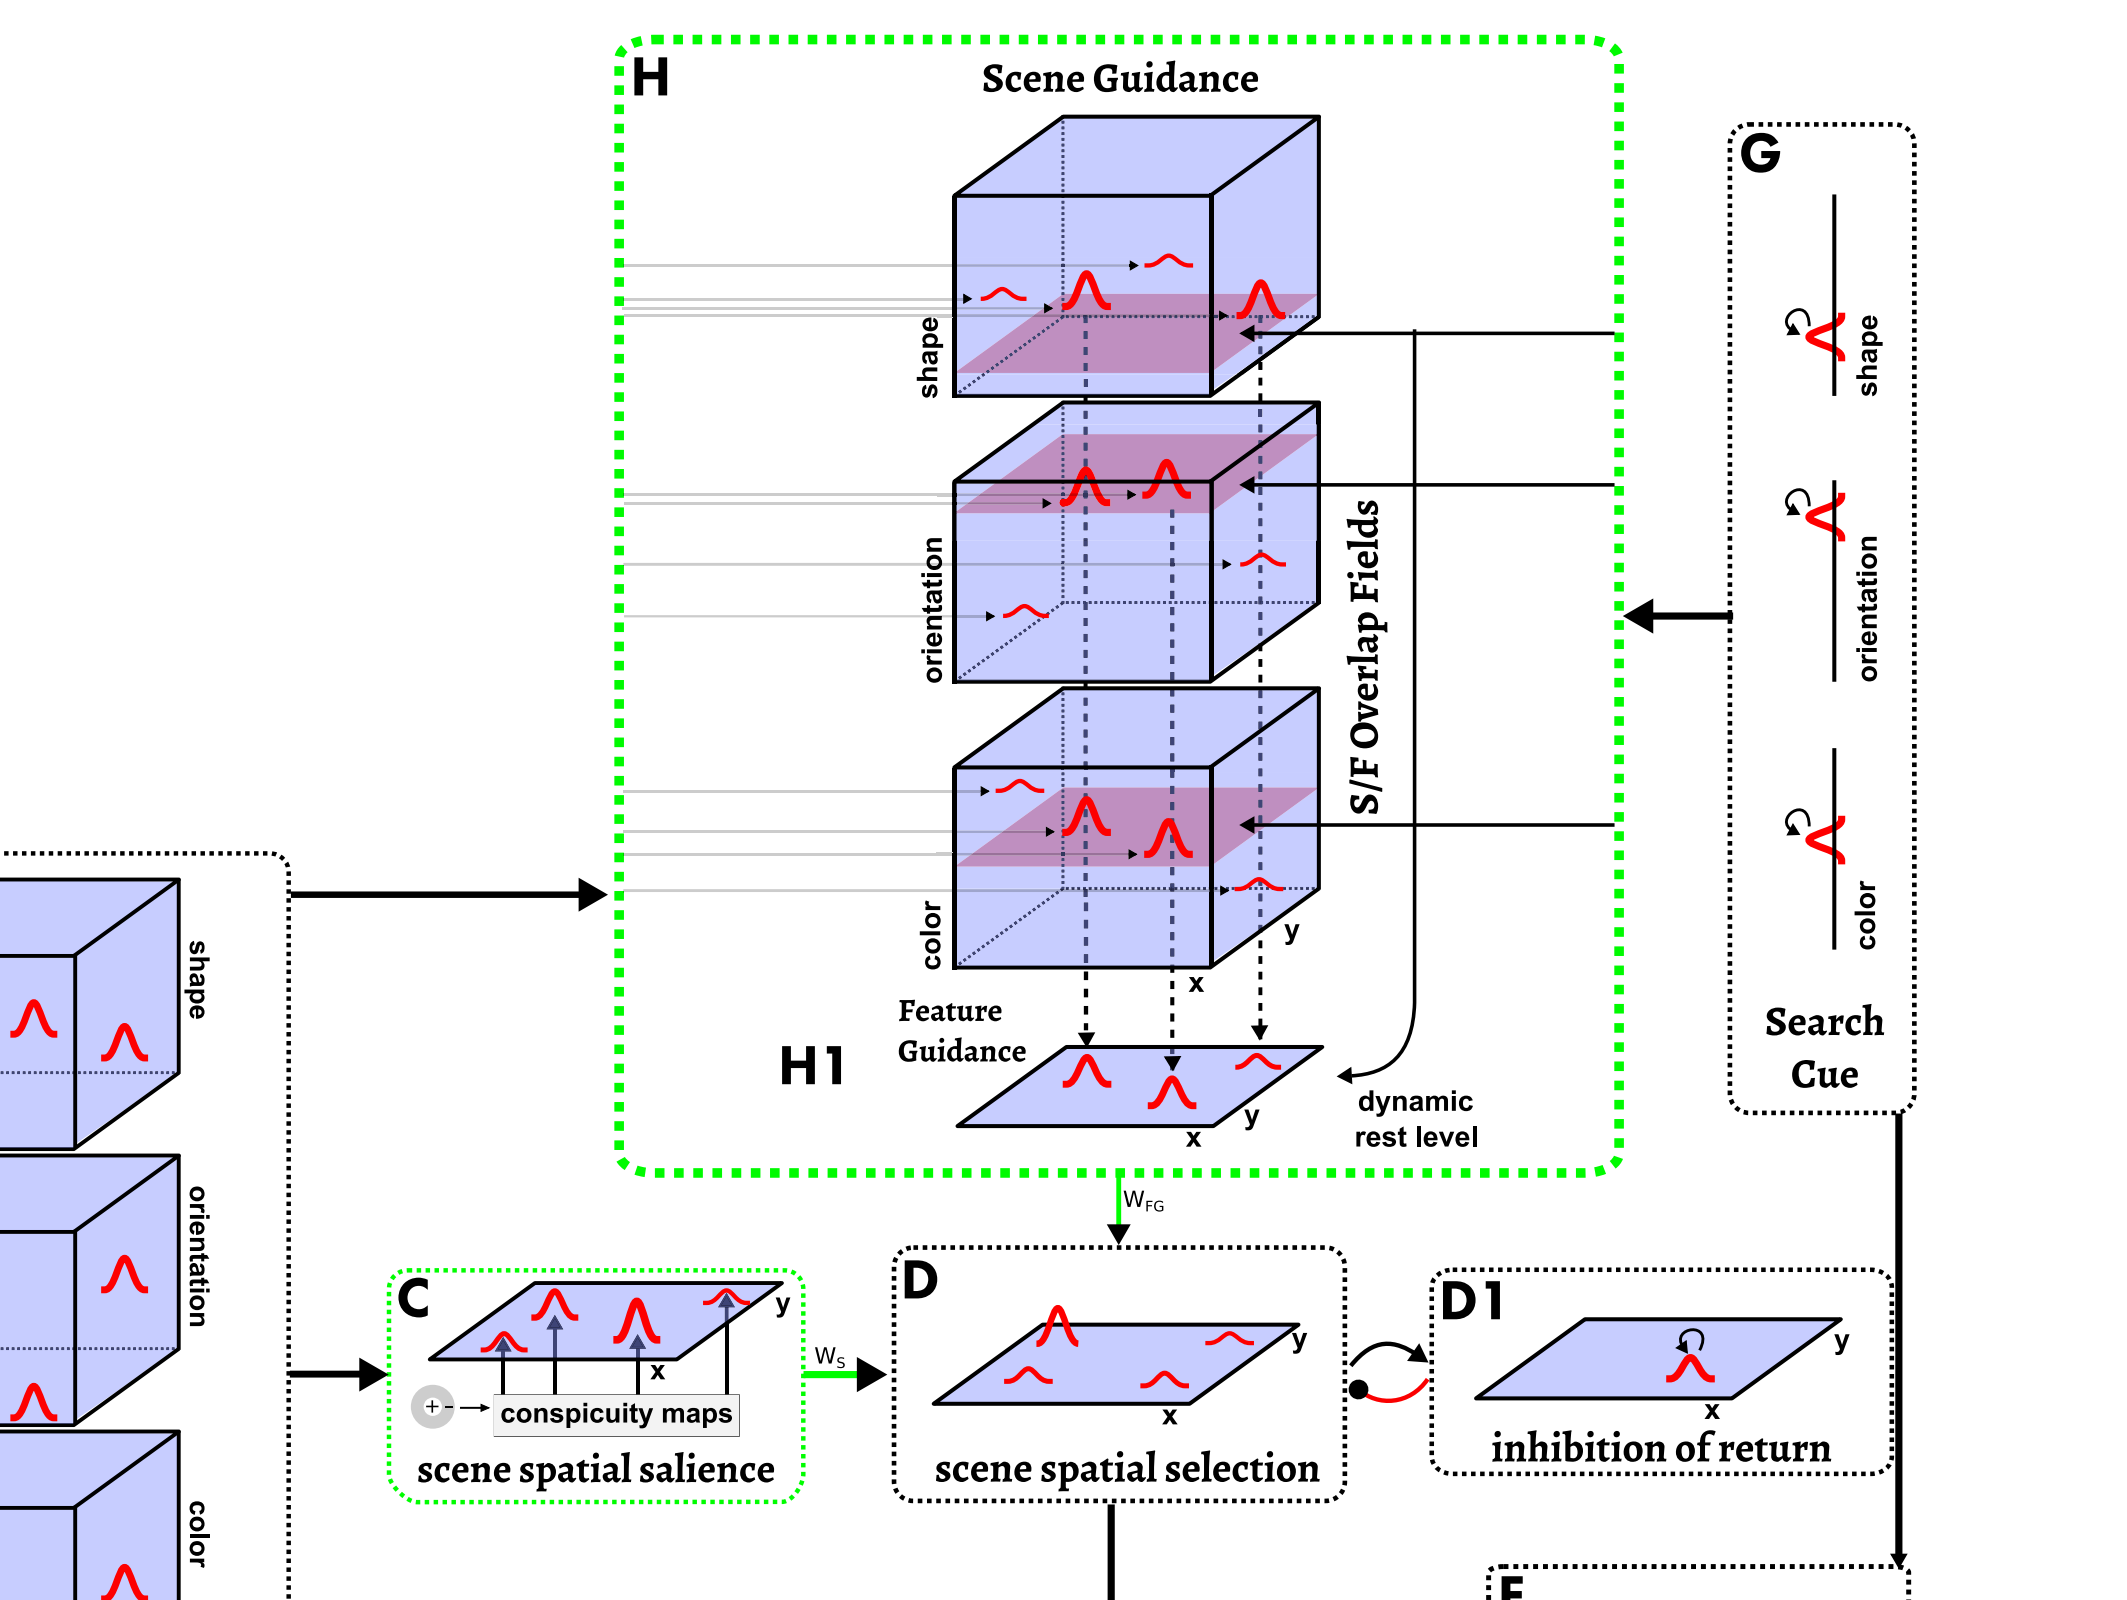 H
Scene Guidance
G
shape
shape
orientation
orientation
S/F Overlap Fields
color
color
y
x
Search
Cue
Feature
Guidance
H1
y
x
dynamic
rest level
shape
orientation
color
W_FG
C
y
x
+
-
conspicuity maps
scene spatial salience
W_S
D
y
x
scene spatial selection
D1
y
x
inhibition of return